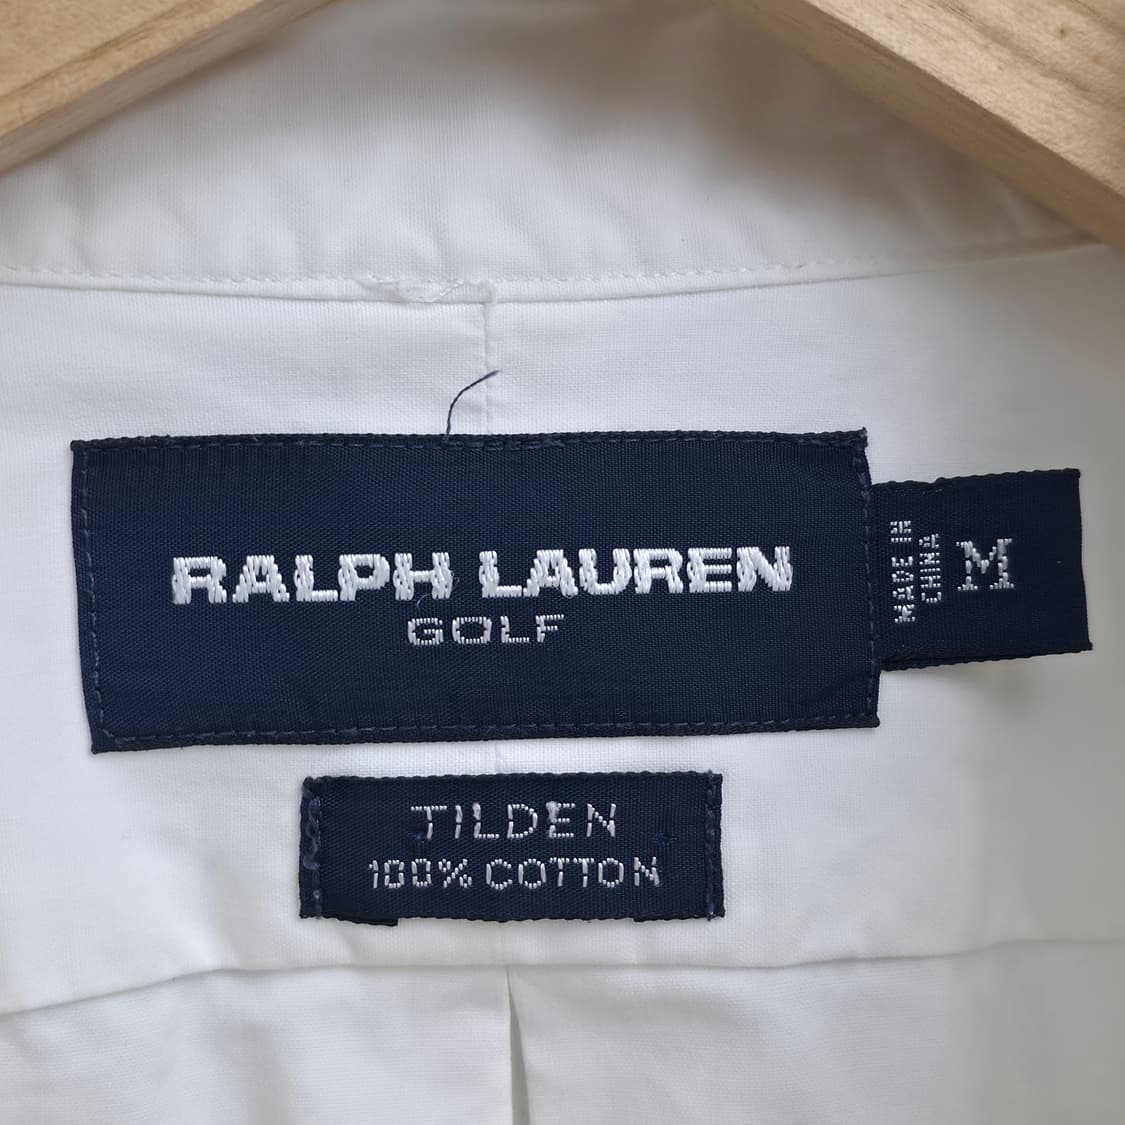 RALPH LAUREN
GOLF
MADE IN
CHINA
M
TILDEN
100% COTTON